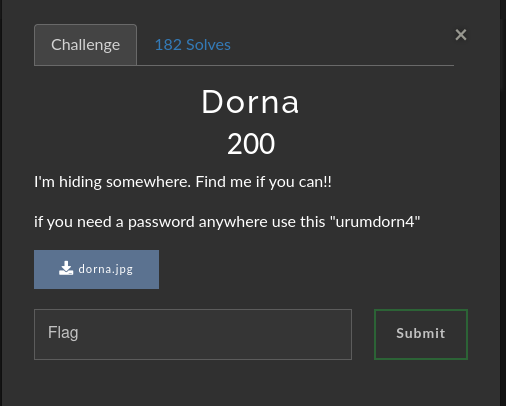 Challenge
182 Solves
×
Dorna
200
I'm hiding somewhere. Find me if you can!!
if you need a password anywhere use this "urumdorn4"
dorna.jpg
Flag
Submit